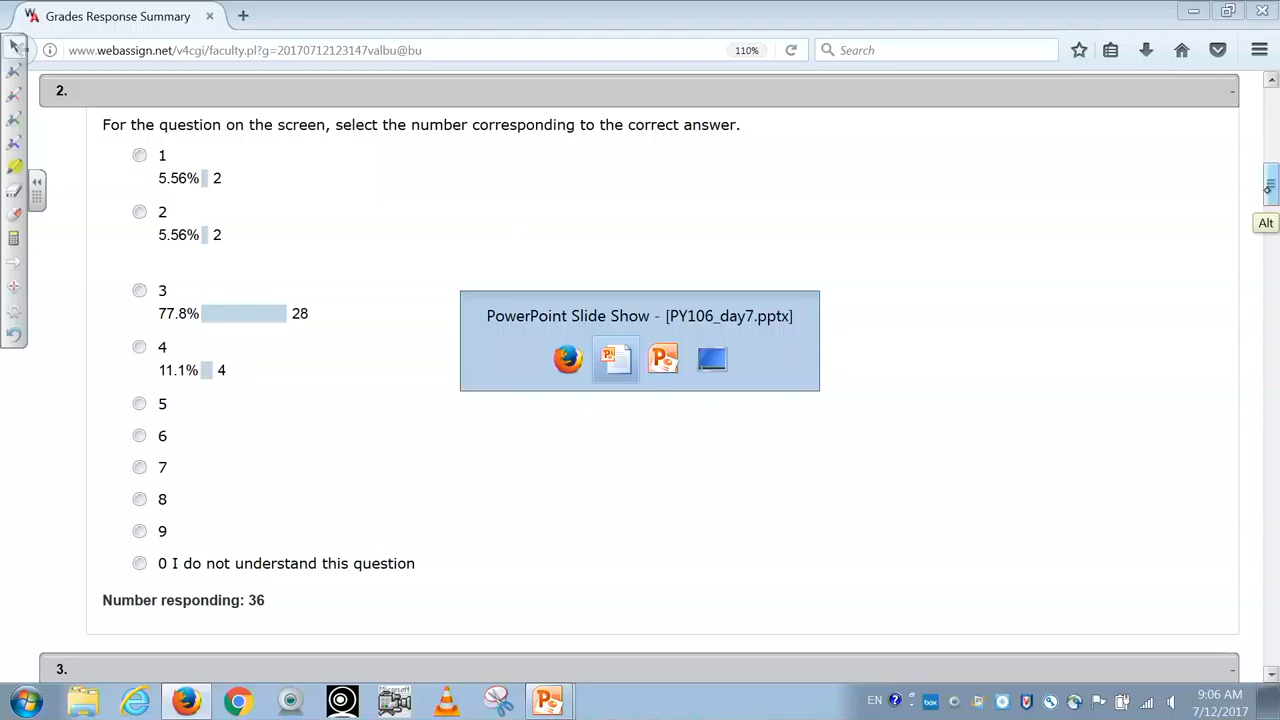 Grades Response Summary
www.webassign.net/v4cgi/faculty.pl?g=20170712123147valbu@bu
110%
Search
2.
For the question on the screen, select the number corresponding to the correct answer.
1
5.56% 2
2
5.56% 2
3
77.8% 28
4
11.1% 4
5
6
7
8
9
0 I do not understand this question
Number responding: 36
PowerPoint Slide Show - [PY106_day7.pptx]
Alt
3.
EN
9:06 AM
7/12/2017